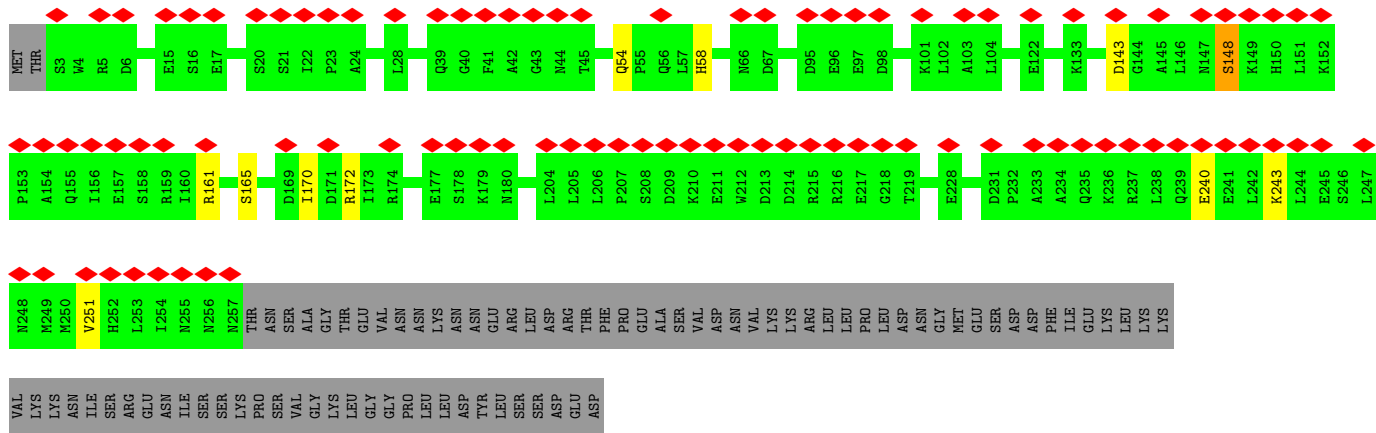 MET THR S3 W4 R5 D6 E15 S16 E17 S20 S21 I22 P23 A24 L28 Q39 G40 F41 A42 G43 N44 T45 Q54 P55 Q56 L57 H58 N66 D67 D95 E96 E97 D98 K101 L102 A103 L104 E122 K133 D143 G144 A145 L146 N147 S148 K149 H150 L151 K152
P153 A154 Q155 I156 E157 S158 R159 I160 R161 S165 D169 I170 D171 R172 I173 R174 E177 S178 K179 N180 L204 L205 L206 P207 S208 D209 K210 E211 W212 D213 D214 R215 R216 E217 G218 T219 E228 D231 P232 A233 A234 Q235 K236 R237 L238 Q239 E240 E241 L242 K243 L244 E245 S246 L247
N248 M249 M250 V251 H252 L253 I254 N255 N256 N257 THR ASN SER ALA GLY THR GLU VAL ASN ASN LYS ASN ASN GLU ARG LEU ASP ARG THR PHE PRO GLU ALA SER VAL ASP ASN VAL LYS LYS ARG LEU LEU PRO LEU ASP ASN GLY MET GLU SER ASP ASP PHE ILE GLU LYS LEU LYS LYS
VAL LYS LYS ASN ILE SER ARG GLU ASN ILE SER SER LYS PRO SER VAL GLY LYS LEU GLY GLY PRO LEU LEU ASP TYR LEU SER SER ASP GLU ASP